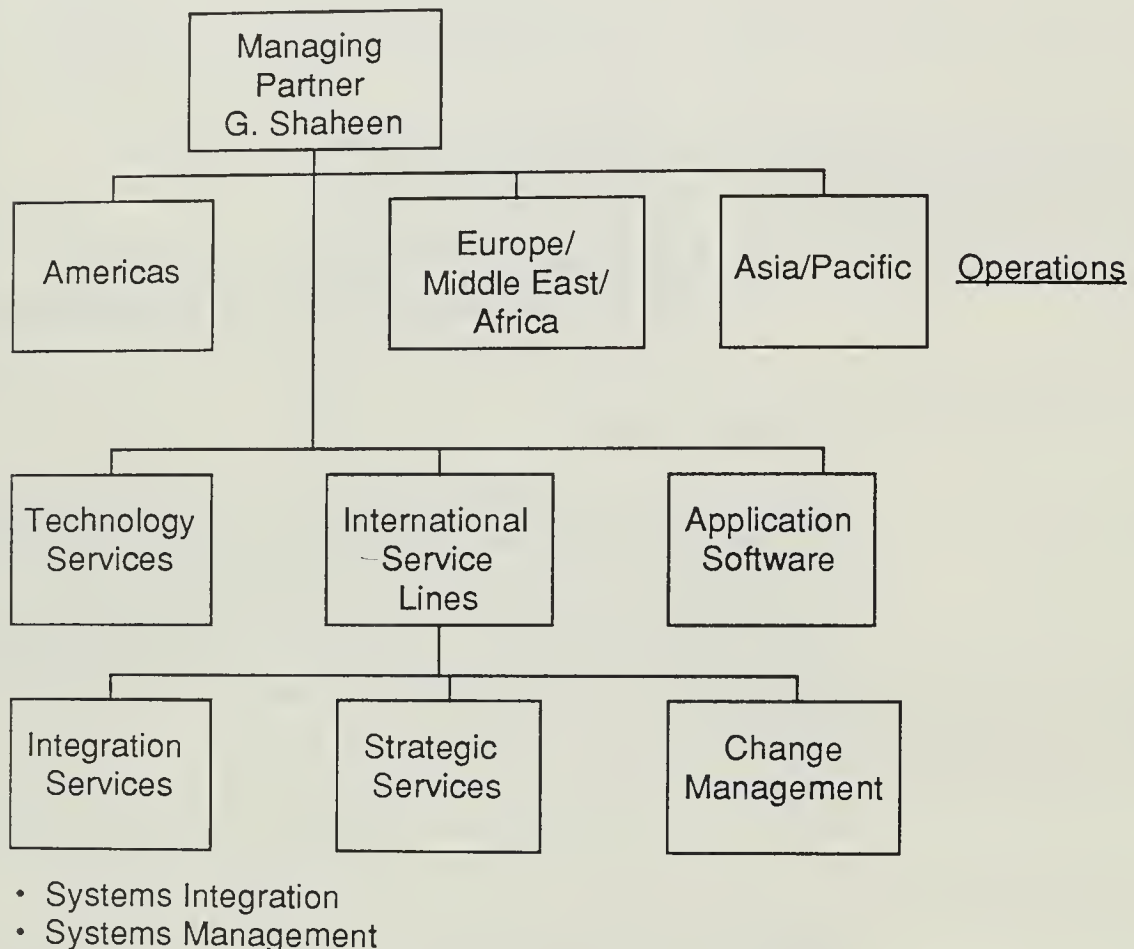 Managing
Partner
G. Shaheen
Americas
Europe/
Middle East/
Africa
Asia/Pacific
Operations
Technology
Services
International
Service
Lines
Application
Software
Integration
Services
Strategic
Services
Change
Management
• Systems Integration
• Systems Management